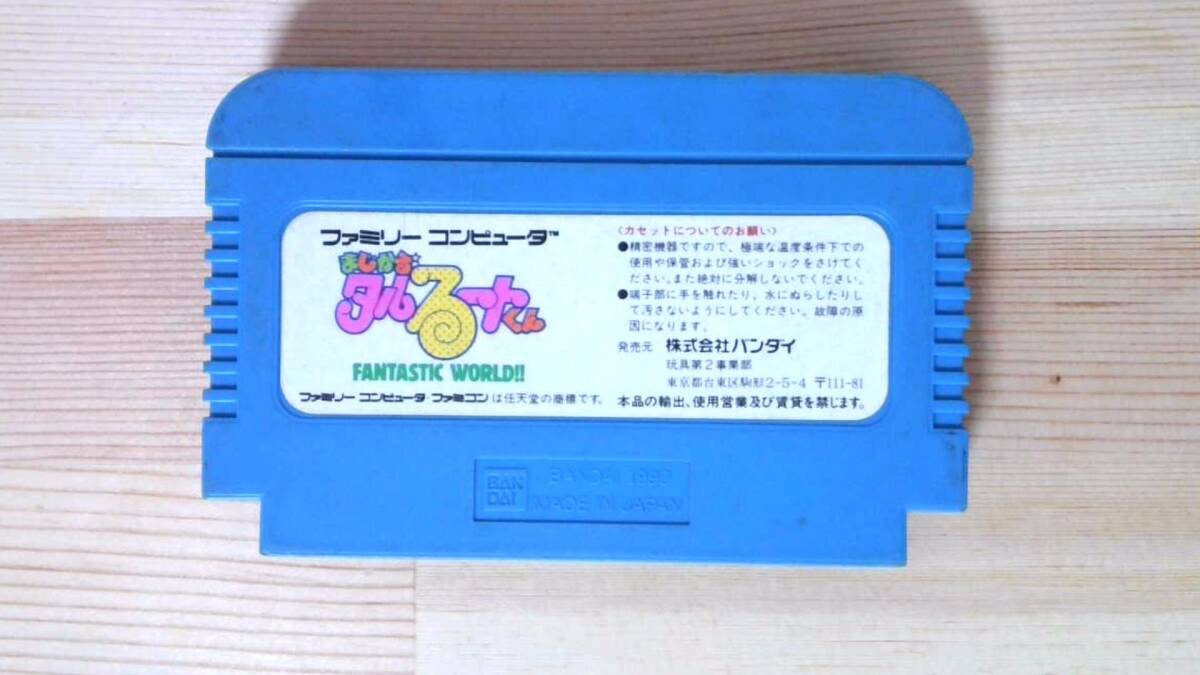 ファミリー コンピュータ™
まじかる
タルるートくん
FANTASTIC WORLD!!
ファミリー コンピュータ・ファミコンは任天堂の商標です。
〈カセットについてのお願い〉
●精密機器ですので、極端な温度条件下での
使用や保管および強いショックをさけてく
ださい。また絶対に分解しないでください。
●端子部に手を触れたり、水にぬらしたりし
て汚さないようにしてください。故障の原
因になります。
発売元 株式会社バンダイ
玩具第2事業部
東京都台東区駒形2-5-4 〒111-81
本品の輸出、使用営業及び賃貸を禁じます。
BAN
DAI
BANDAI 1990
MADE IN JAPAN